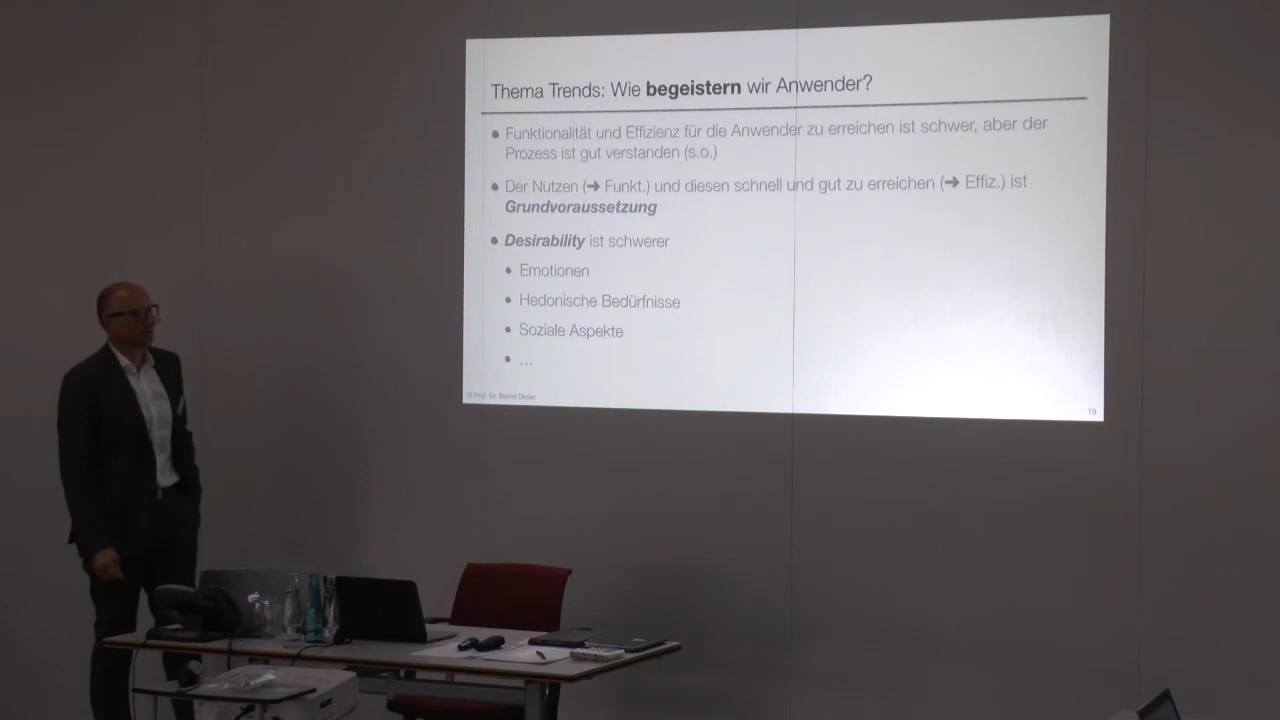 Thema Trends: Wie begeistern wir Anwender?
• Funktionalität und Effizienz für die Anwender zu erreichen ist schwer, aber der
Prozess ist gut verstanden (s.o.)
• Der Nutzen (➔ Funkt.) und diesen schnell und gut zu erreichen (➔ Effiz.) ist
Grundvoraussetzung
• Desirability ist schwerer
• Emotionen
• Hedonische Bedürfnisse
• Soziale Aspekte
• …
© Prof. Dr. Bernd
19